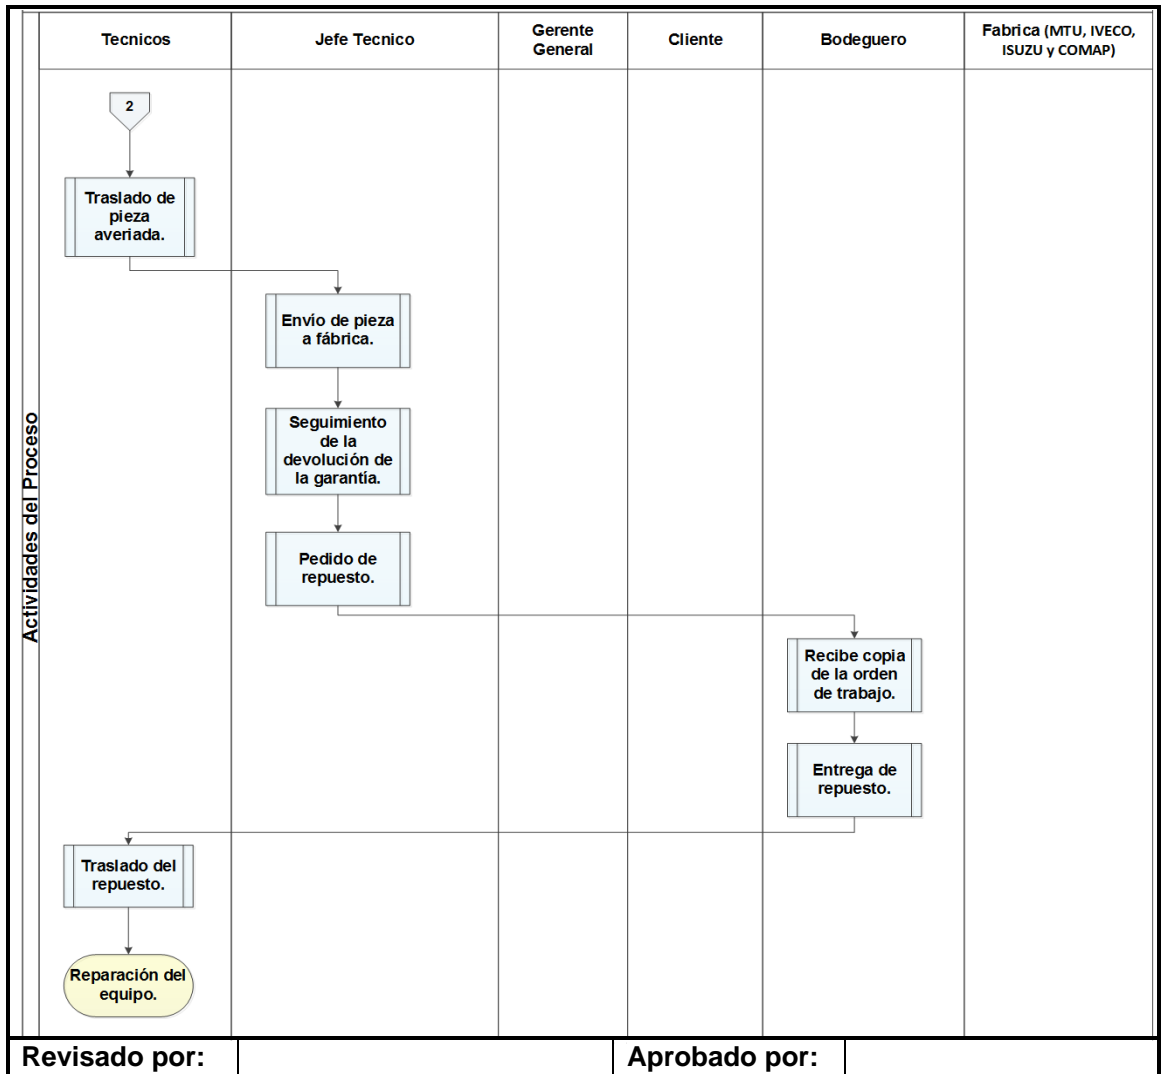 Tecnicos
Jefe Tecnico
Gerente
General
Cliente
Bodeguero
Fabrica (MTU, IVECO,
ISUZU y COMAP)
Actividades del Proceso
2
Traslado de
pieza
averiada.
Envío de pieza
a fábrica.
Seguimiento
de la
devolución de
la garantía.
Pedido de
repuesto.
Recibe copia
de la orden
de trabajo.
Entrega de
repuesto.
Traslado del
repuesto.
Reparación del
equipo.
Revisado por:
Aprobado por: